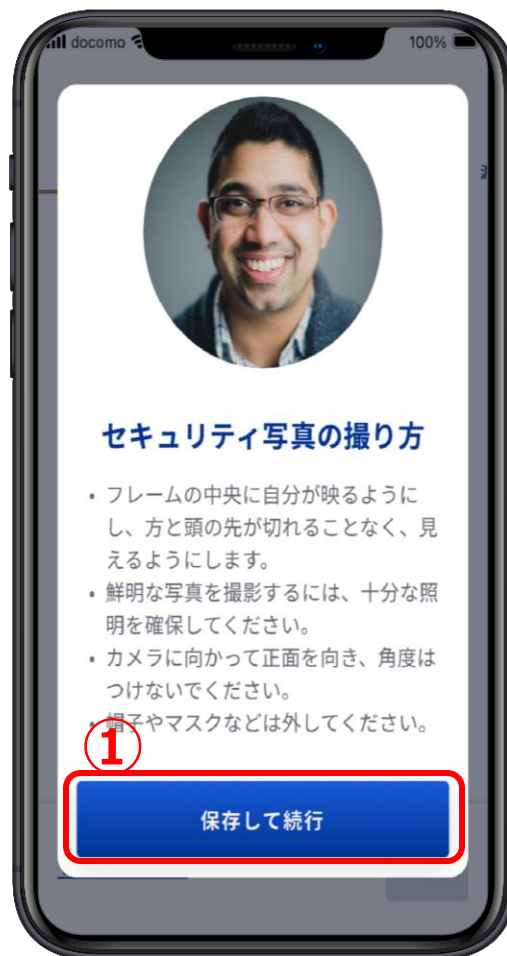 docomo 100%
セキュリティ写真の撮り方
• フレームの中央に自分が映るように
し、方と頭の先が切れることなく、見
えるようにします。
• 鮮明な写真を撮影するには、十分な照
明を確保してください。
• カメラに向かって正面を向き、角度は
つけないでください。
• 帽子やマスクなどは外してください。
①
保存して続行